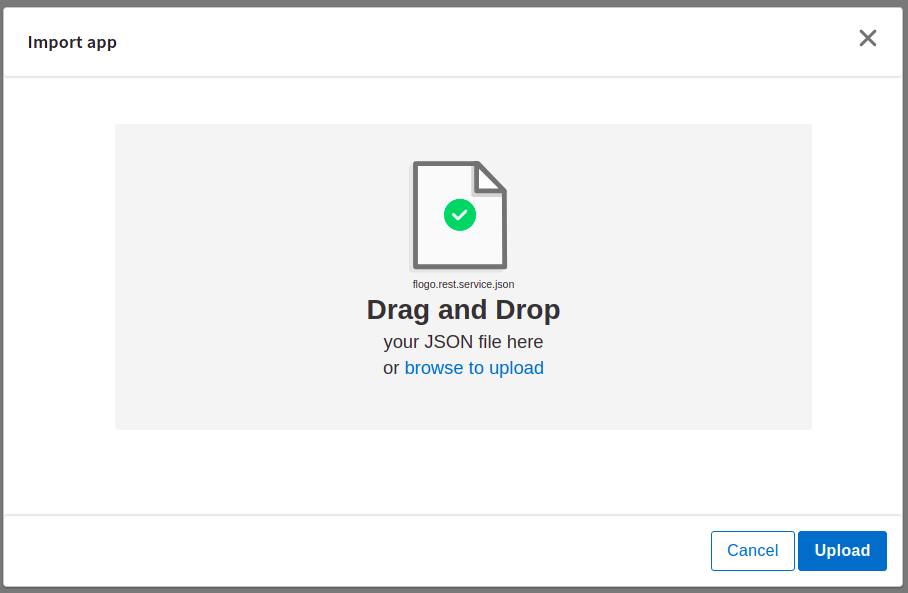 Import app
flogo.rest.service.json
Drag and Drop
your JSON file here
or browse to upload
Cancel
Upload